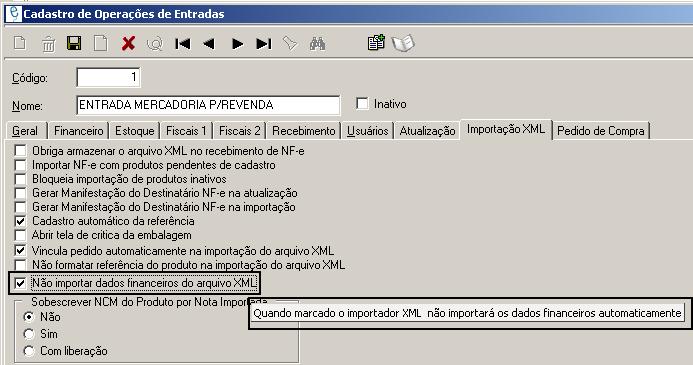 Cadastro de Operações de Entradas
Código: 1
Nome: ENTRADA MERCADORIA P/REVENDA Inativo
Geral Financeiro Estoque Fiscais 1 Fiscais 2 Recebimento Usuários Atualização Importação XML Pedido de Compra
Obriga armazenar o arquivo XML no recebimento de NF-e
Importar NF-e com produtos pendentes de cadastro
Bloqueia importação de produtos inativos
Gerar Manifestação do Destinatário NF-e na atualização
Gerar Manifestação do Destinatário NF-e na importação
Cadastro automático da referência
Abrir tela de critica da embalagem
Vincula pedido automaticamente na importação do arquivo XML
Não formatar referência do produto na importação do arquivo XML
Não importar dados financeiros do arquivo XML
Sobescrever NCM do Produto por Nota Importada
Quando marcado o importador XML não importará os dados financeiros automaticamente
Não
Sim
Com liberação